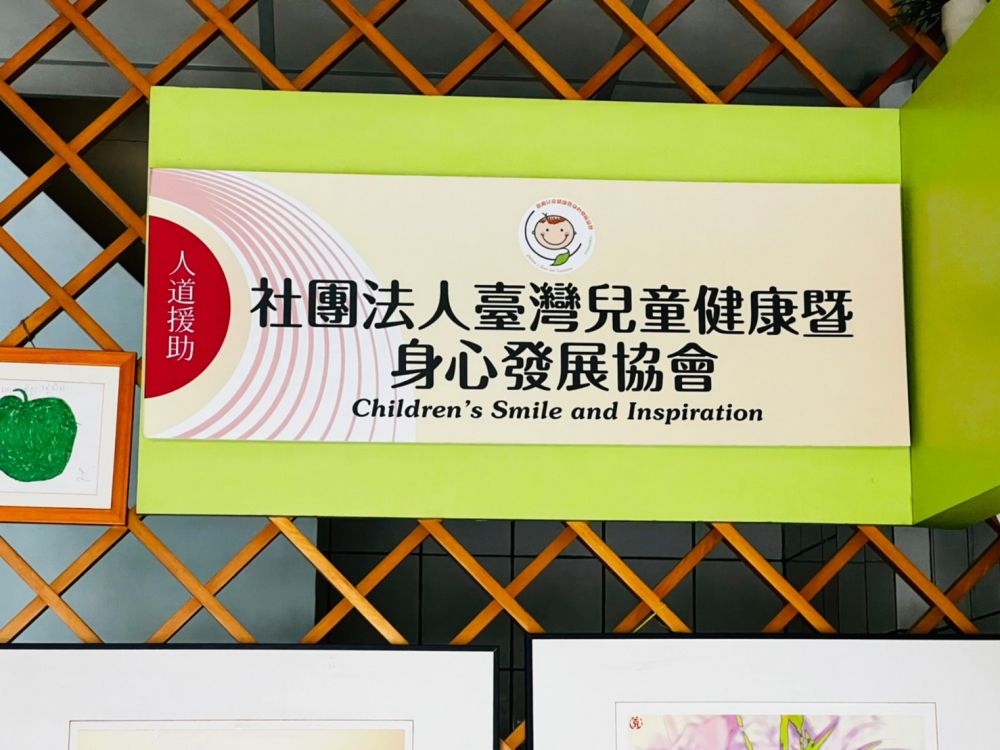 人道援助
社團法人臺灣兒童健康暨
身心發展協會
Children's Smile and Inspiration